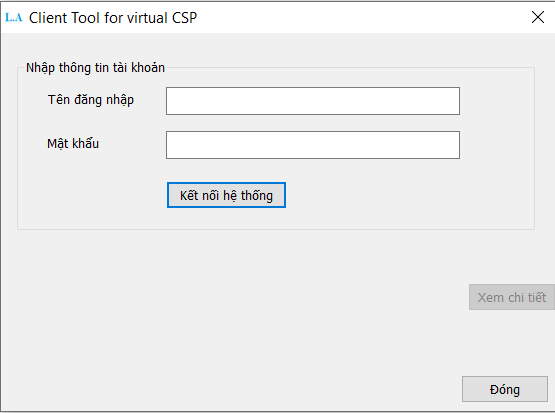 L.A Client Tool for virtual CSP
Nhập thông tin tài khoản
Tên đăng nhập
Mật khẩu
Kết nối hệ thống
Xem chi tiết
Đóng